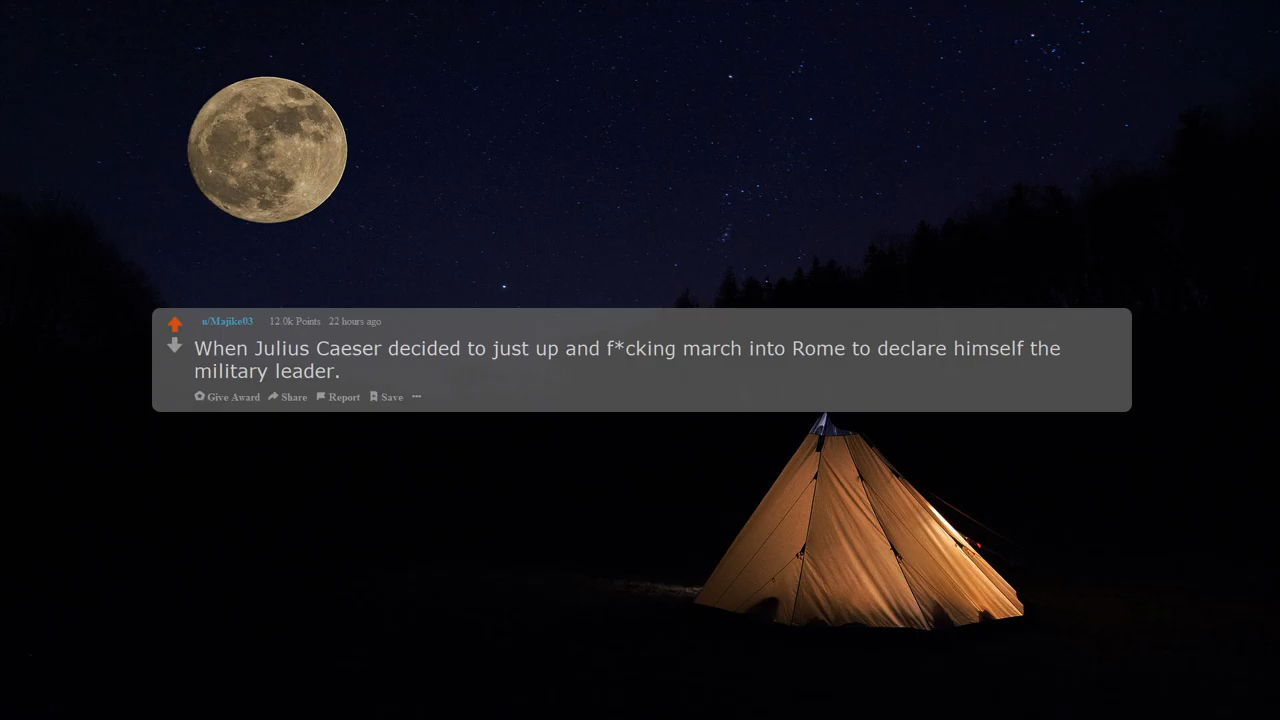 u/Majike03 12.0k Points 22 hours ago
When Julius Caeser decided to just up and f*cking march into Rome to declare himself the
military leader.
Give Award Share Report Save ···